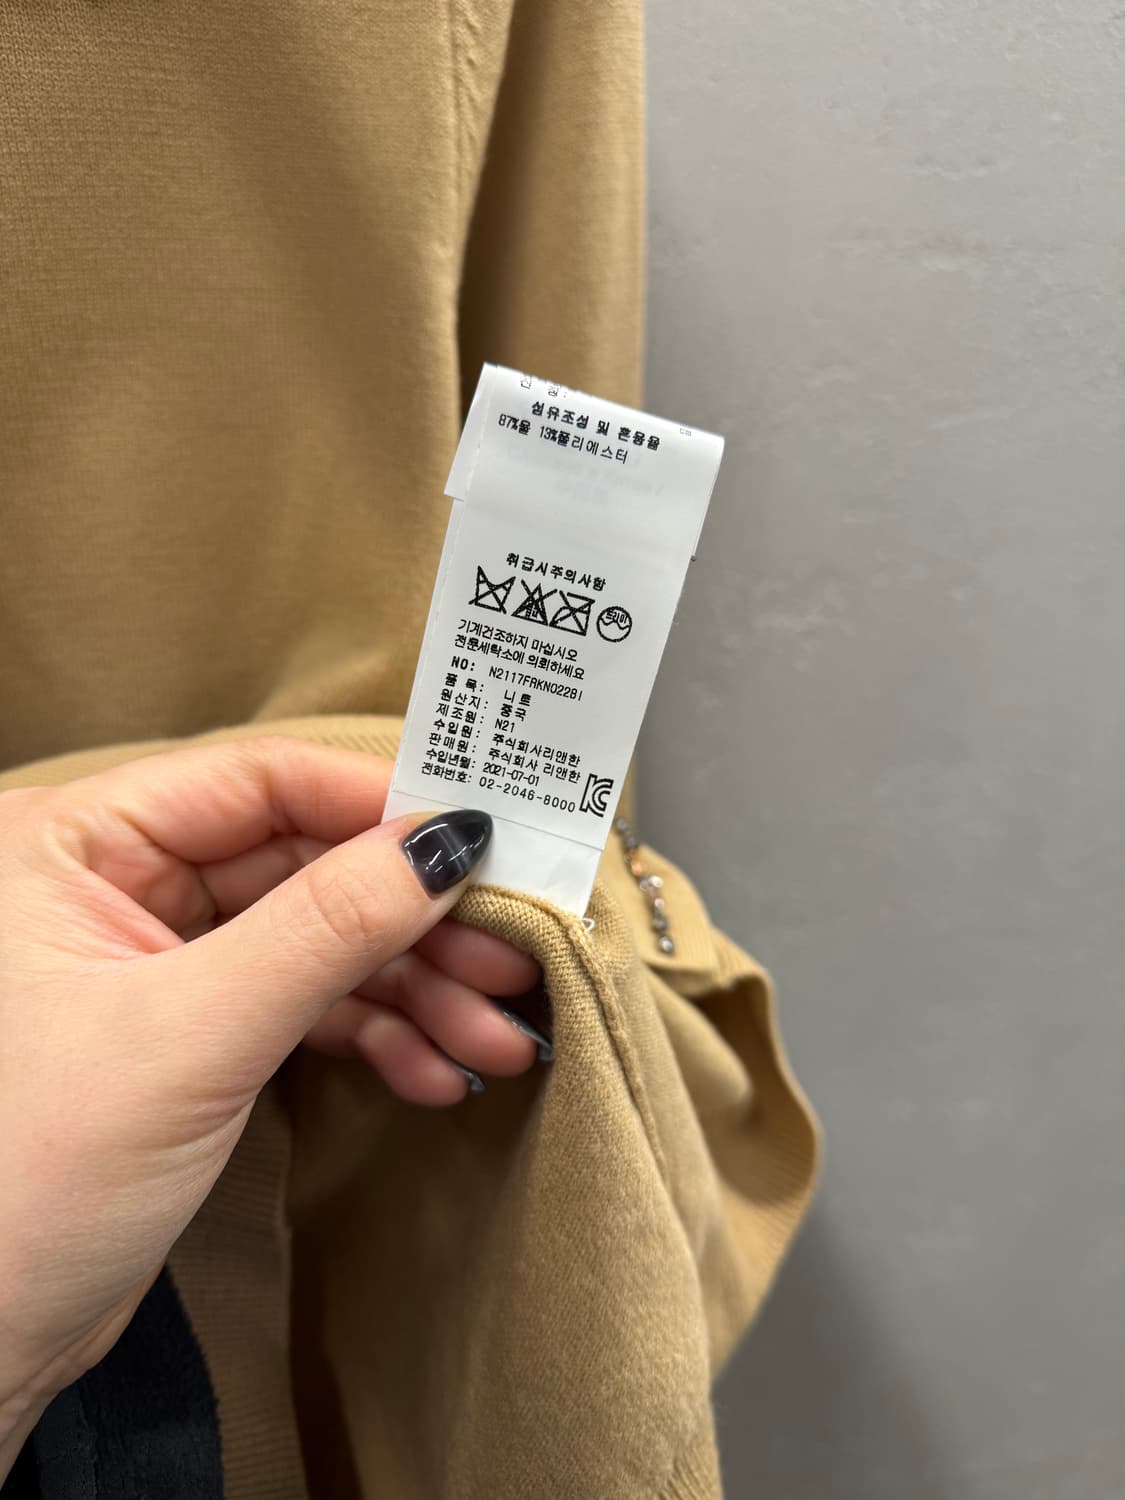 섬유조성 및 혼용율
87%울 13%폴리에스터
취급시주의사항
드라이
기계건조하지 마십시오
전문세탁소에 의뢰하세요
NO: N2117FRKN0228I
품 목: 니트
원산지: 중국
제조원: N21
수입원: 주식회사리앤한
판매원: 주식회사 리앤한
수입년월: 2021-07-01
전화번호: 02-2046-8000